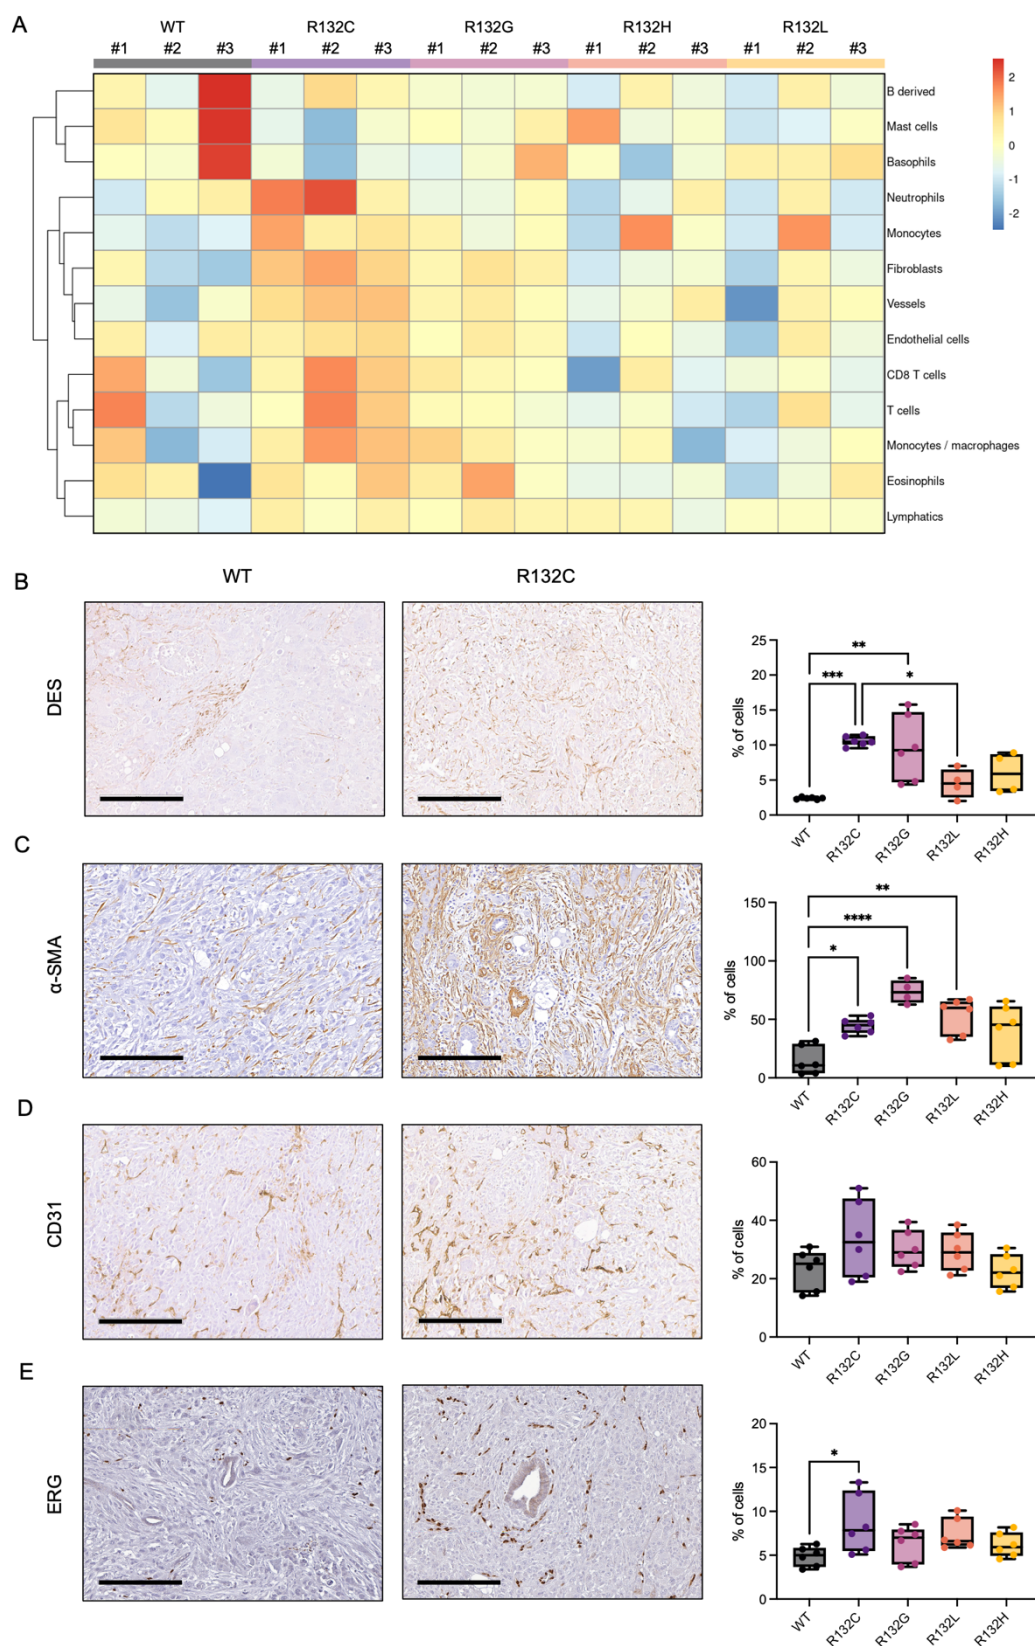 A
WT R132C R132G R132H R132L
#1 #2 #3 #1 #2 #3 #1 #2 #3 #1 #2 #3 #1 #2 #3
B derived
Mast cells
Basophils
Neutrophils
Monocytes
Fibroblasts
Vessels
Endothelial cells
CD8 T cells
T cells
Monocytes / macrophages
Eosinophils
Lymphatics
2
1
0
-1
-2
B
WT R132C
DES
% of cells
25
20
15
10
5
0
** 
*** *
WT R132C R132G R132L R132H
C
α-SMA
% of cells
150
100
50
0
**
****
*
WT R132C R132G R132L R132H
D
CD31
% of cells
60
40
20
0
WT R132C R132G R132L R132H
E
ERG
% of cells
20
15
10
5
0
*
WT R132C R132G R132L R132H